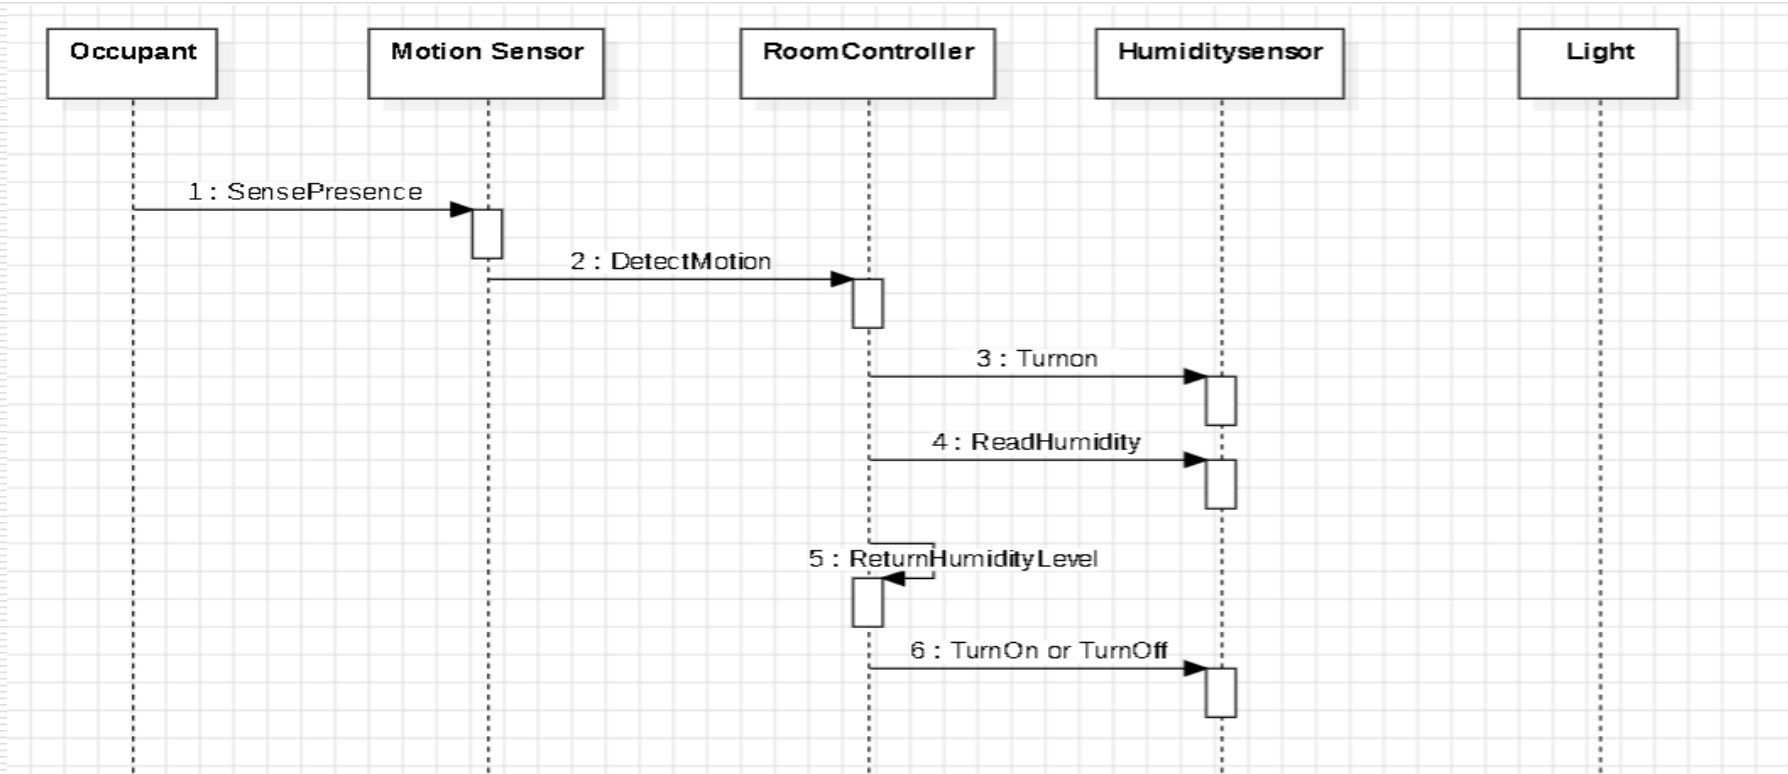 Occupant
Motion Sensor
RoomController
Humiditysensor
Light
1 : SensePresence
2 : DetectMotion
3 : Turnon
4 : ReadHumidity
5 : ReturnHumidityLevel
6 : TurnOn or TurnOff